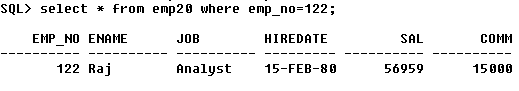 SQL> select * from emp20 where emp_no=122;
EMP_NO ENAME JOB HIREDATE SAL COMM
---------- ---------- ---------- --------- ---------- ----------
122 Raj Analyst 15-FEB-80 56959 15000